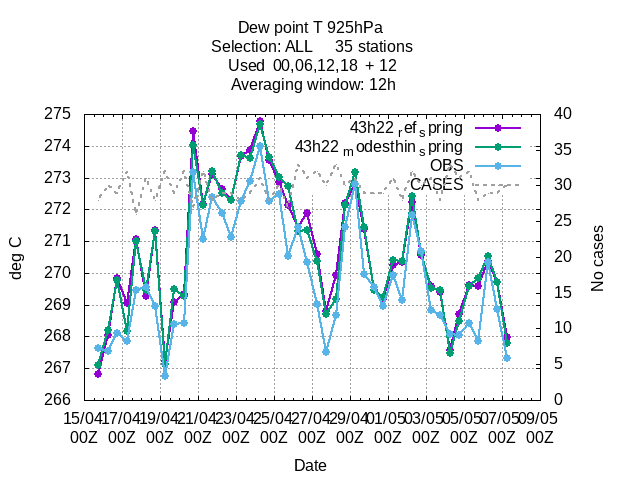 Dew point T 925hPa
Selection: ALL     35 stations
Used  00,06,12,18  + 12
Averaging window: 12h
275
274
273
272
271
270
269
268
267
266
deg C
40
35
30
25
20
15
10
5
0
No cases
43h22 ref spring
43h22 modesthin spring
OBS
CASES
15/04 17/04 19/04 21/04 23/04 25/04 27/04 29/04 01/05 03/05 05/05 07/05 09/05
00Z 00Z 00Z 00Z 00Z 00Z 00Z 00Z 00Z 00Z 00Z 00Z 00Z
Date